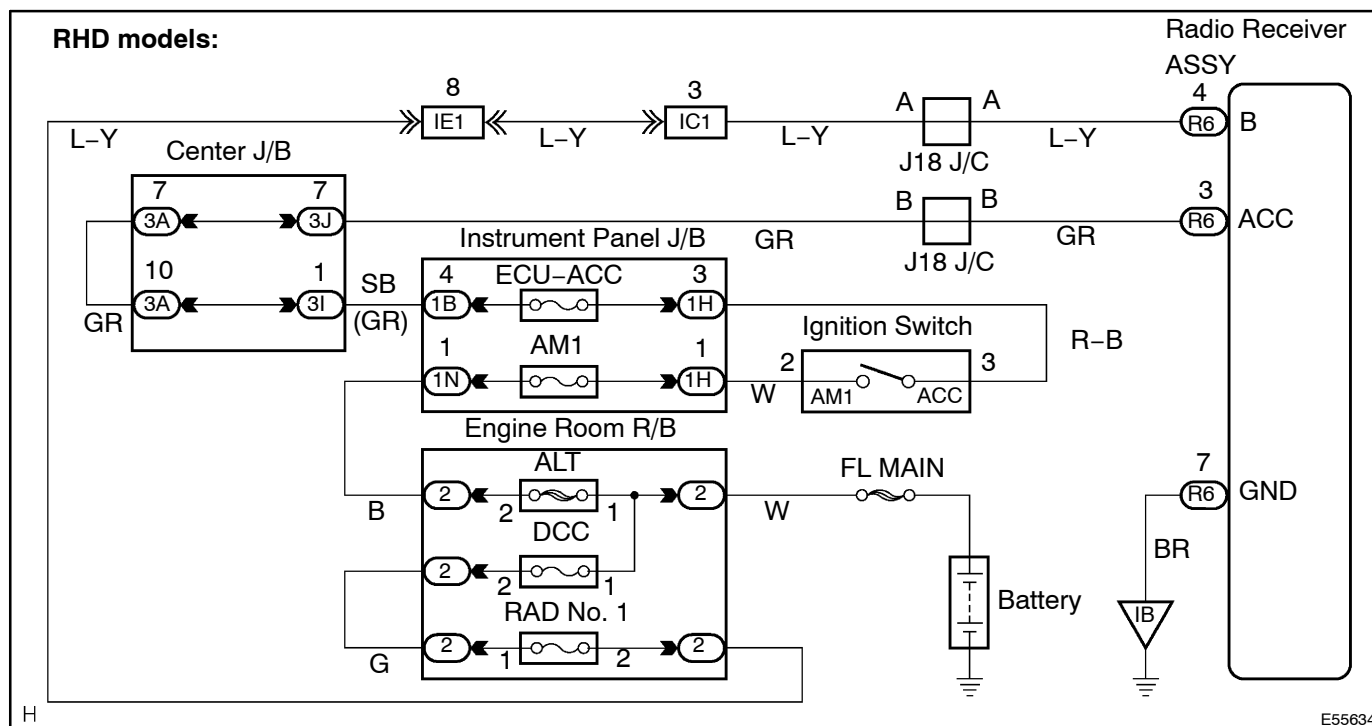 RHD models:
Radio Receiver
ASSY
8
3
A
A
4
IE1
IC1
R6
B
L-Y
L-Y
L-Y
L-Y
J18 J/C
Center J/B
7
7
B
B
3
3A
3J
R6
ACC
GR
GR
J18 J/C
Instrument Panel J/B
10
1
SB
4
ECU-ACC
3
3A
3I
1B
1H
GR
(GR)
Ignition Switch
R-B
1
AM1
1
2
3
1N
1H
W
AM1
ACC
Engine Room R/B
ALT
FL MAIN
7
2
2
R6
GND
B
2
1
W
DCC
BR
2
2
1
Battery
IB
RAD No. 1
2
2
G
1
2
H
E55634